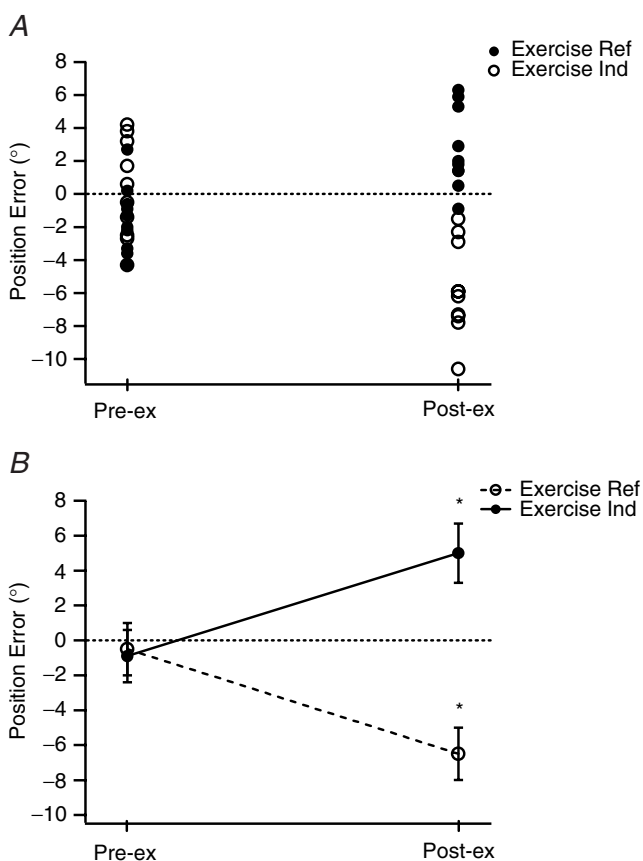 A
Exercise Ref
Exercise Ind
8
6
4
2
0
−2
−4
−6
−8
−10
Position Error (°)
Pre-ex
Post-ex
B
Exercise Ref
Exercise Ind
8
6
4
2
0
−2
−4
−6
−8
−10
Position Error (°)
*
*
Pre-ex
Post-ex